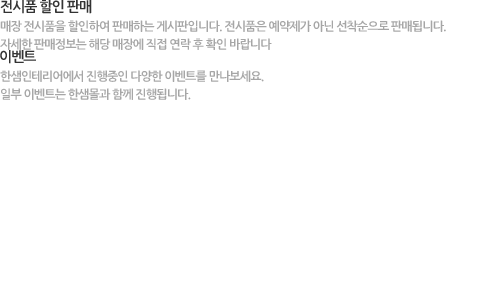 전시품 할인 판매
매장 전시품을 할인하여 판매하는 게시판입니다. 전시품은 예약제가 아닌 선착순으로 판매됩니다.
자세한 판매정보는 해당 매장에 직접 연락 후 확인 바랍니다
이벤트
한샘인테리어에서 진행중인 다양한 이벤트를 만나보세요.
일부 이벤트는 한샘몰과 함께 진행됩니다.